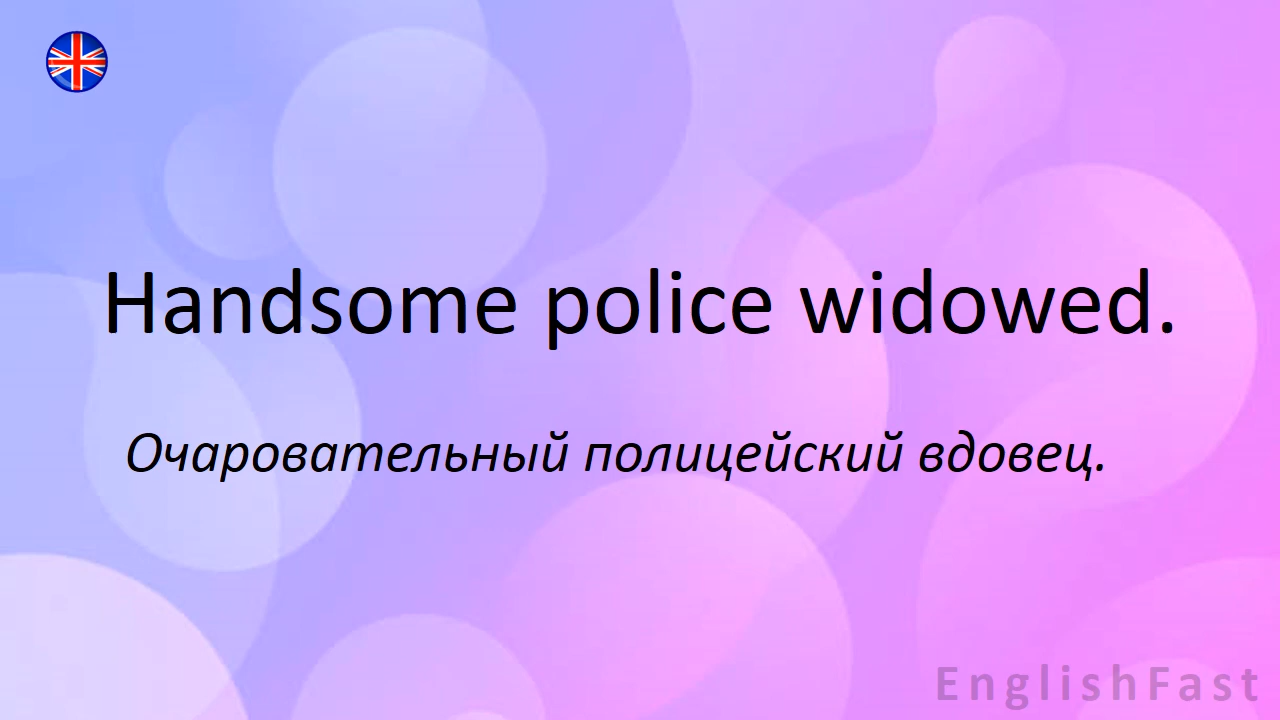 Handsome police widowed.
Очаровательный полицейский вдовец.
EnglishFast